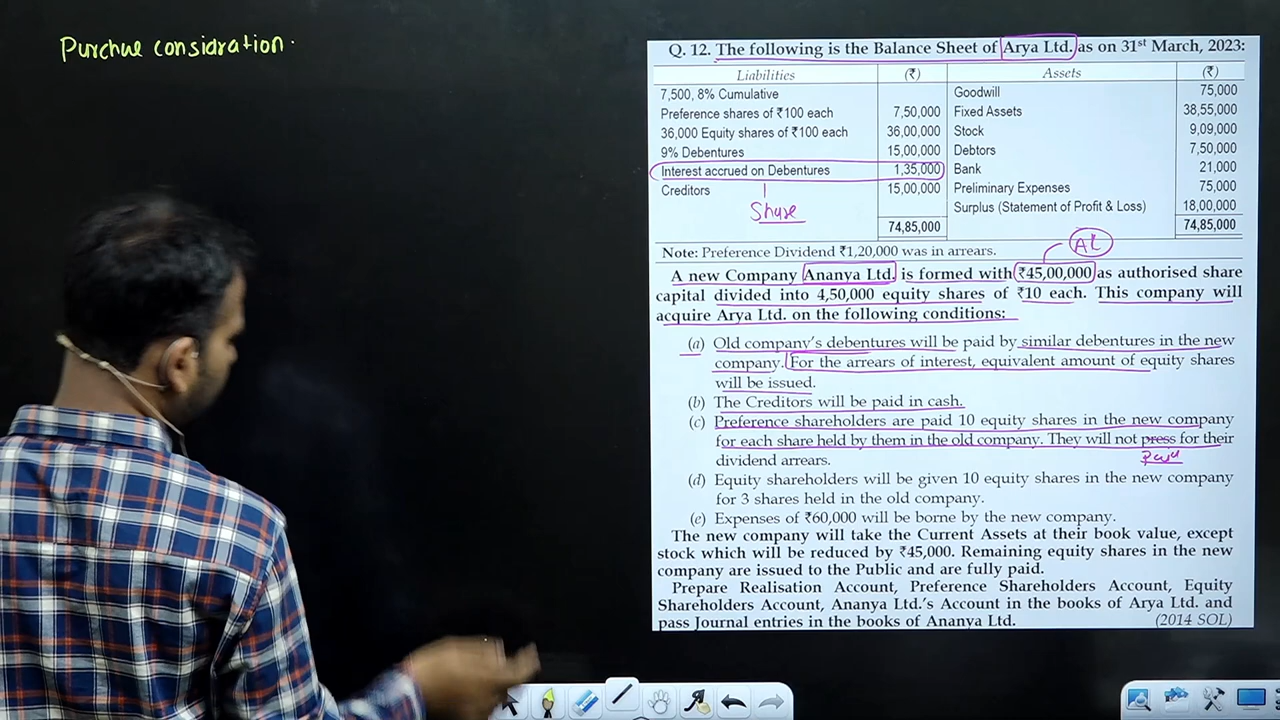 Purchue considration.
Q. 12. The following is the Balance Sheet of Arya Ltd. as on 31st March, 2023:
Liabilities (₹) Assets (₹)
7,500, 8% Cumulative Goodwill 75,000
Preference shares of ₹100 each 7,50,000 Fixed Assets 38,55,000
36,000 Equity shares of ₹100 each 36,00,000 Stock 9,09,000
9% Debentures 15,00,000 Debtors 7,50,000
Interest accrued on Debentures 1,35,000 Bank 21,000
Creditors 15,00,000 Preliminary Expenses 75,000
Share Surplus (Statement of Profit & Loss) 18,00,000
74,85,000 74,85,000
Note: Preference Dividend ₹1,20,000 was in arrears.
A new Company Ananya Ltd. is formed with ₹45,00,000 as authorised share
capital divided into 4,50,000 equity shares of ₹10 each. This company will
acquire Arya Ltd. on the following conditions:
(a) Old company's debentures will be paid by similar debentures in the new
company. For the arrears of interest, equivalent amount of equity shares
will be issued.
(b) The Creditors will be paid in cash.
(c) Preference shareholders are paid 10 equity shares in the new company
for each share held by them in the old company. They will not press for their
dividend arrears.
(d) Equity shareholders will be given 10 equity shares in the new company
for 3 shares held in the old company.
(e) Expenses of ₹60,000 will be borne by the new company.
The new company will take the Current Assets at their book value, except
stock which will be reduced by ₹45,000. Remaining equity shares in the new
company are issued to the Public and are fully paid.
Prepare Realisation Account, Preference Shareholders Account, Equity
Shareholders Account, Ananya Ltd.'s Account in the books of Arya Ltd. and
pass Journal entries in the books of Ananya Ltd. (2014 SOL)